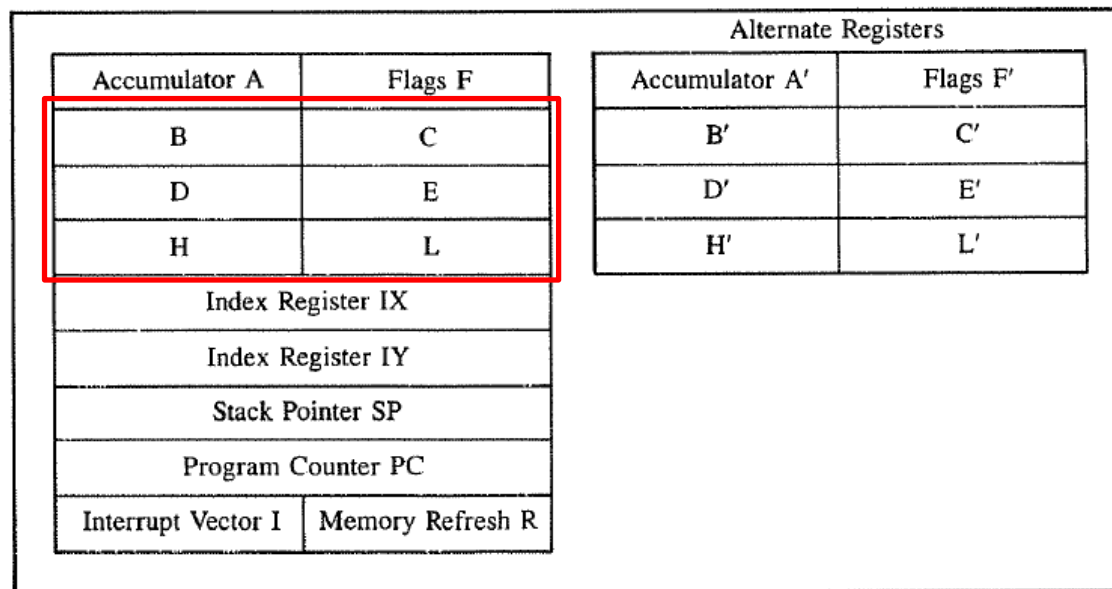 Alternate Registers
Accumulator A Flags F Accumulator A′ Flags F′
B C B′ C′
D E D′ E′
H L H′ L′
Index Register IX
Index Register IY
Stack Pointer SP
Program Counter PC
Interrupt Vector I Memory Refresh R